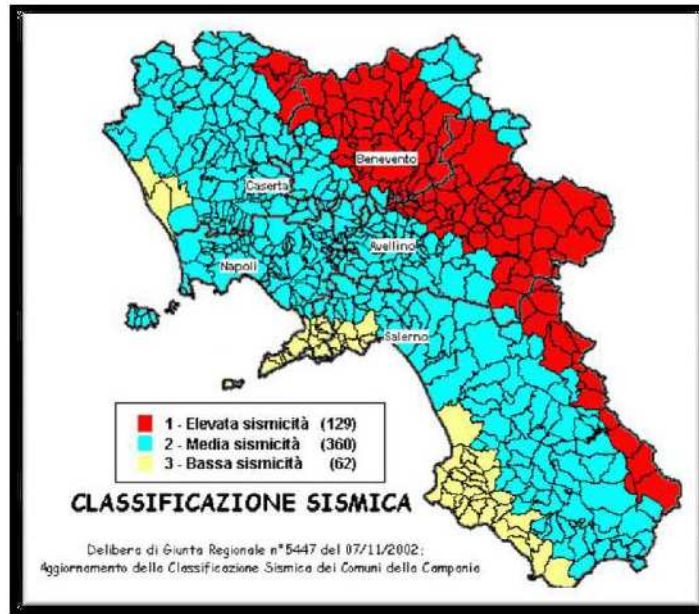 Benevento
Caserta
Avellino
Napoli
Salerno
1 - Elevata sismicità (129)
2 - Media sismicità (360)
3 - Bassa sismicità (62)
CLASSIFICAZIONE SISMICA
Delibera di Giunta Regionale n°5447 del 07/11/2002:
Aggiornamento della Classificazione Sismica dei Comuni della Campania